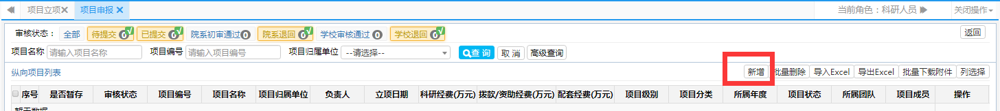 项目立项 项目申报 当前角色：科研人员 关闭操作
审核状态： 全部 待提交 0 已提交 0 院系初审通过 0 院系退回 0 学校审核通过 0 学校退回 0 返回
项目名称 请输入项目名称 项目编号 请输入项目编号 项目归属单位 --请选择-- 查询 取消 高级查询
纵向项目列表 新增 批量删除 导入Excel 导出Excel 批量下载附件 列选择
序号 是否暂存 审核状态 项目编号 项目名称 项目归属单位 负责人 立项日期 科研经费(万元) 拨款/资助经费(万元) 配套经费(万元) 项目级别 项目分类 所属年度 项目状态 所属团队 项目成员 操作
暂无数据